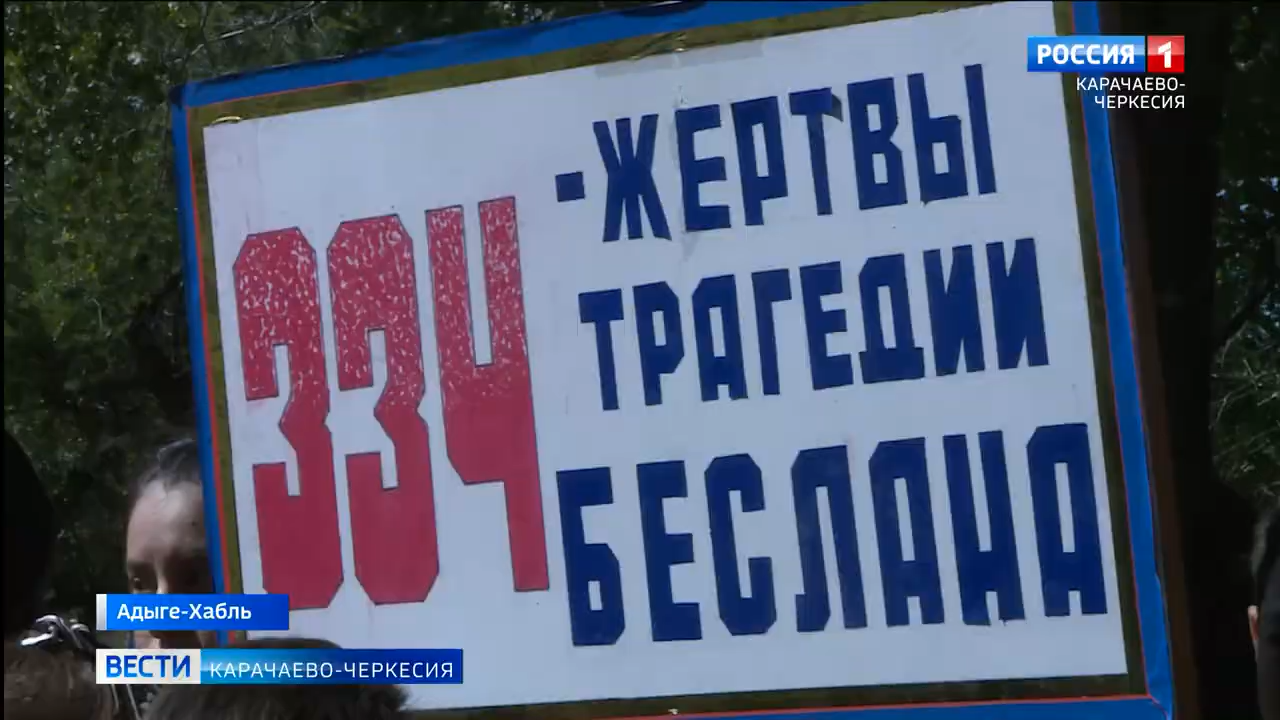 РОССИЯ 1
КАРАЧАЕВО-
ЧЕРКЕСИЯ
334
-ЖЕРТВЫ
ТРАГЕДИИ
БЕСЛАНА
Адыге-Хабль
ВЕСТИ КАРАЧАЕВО-ЧЕРКЕСИЯ